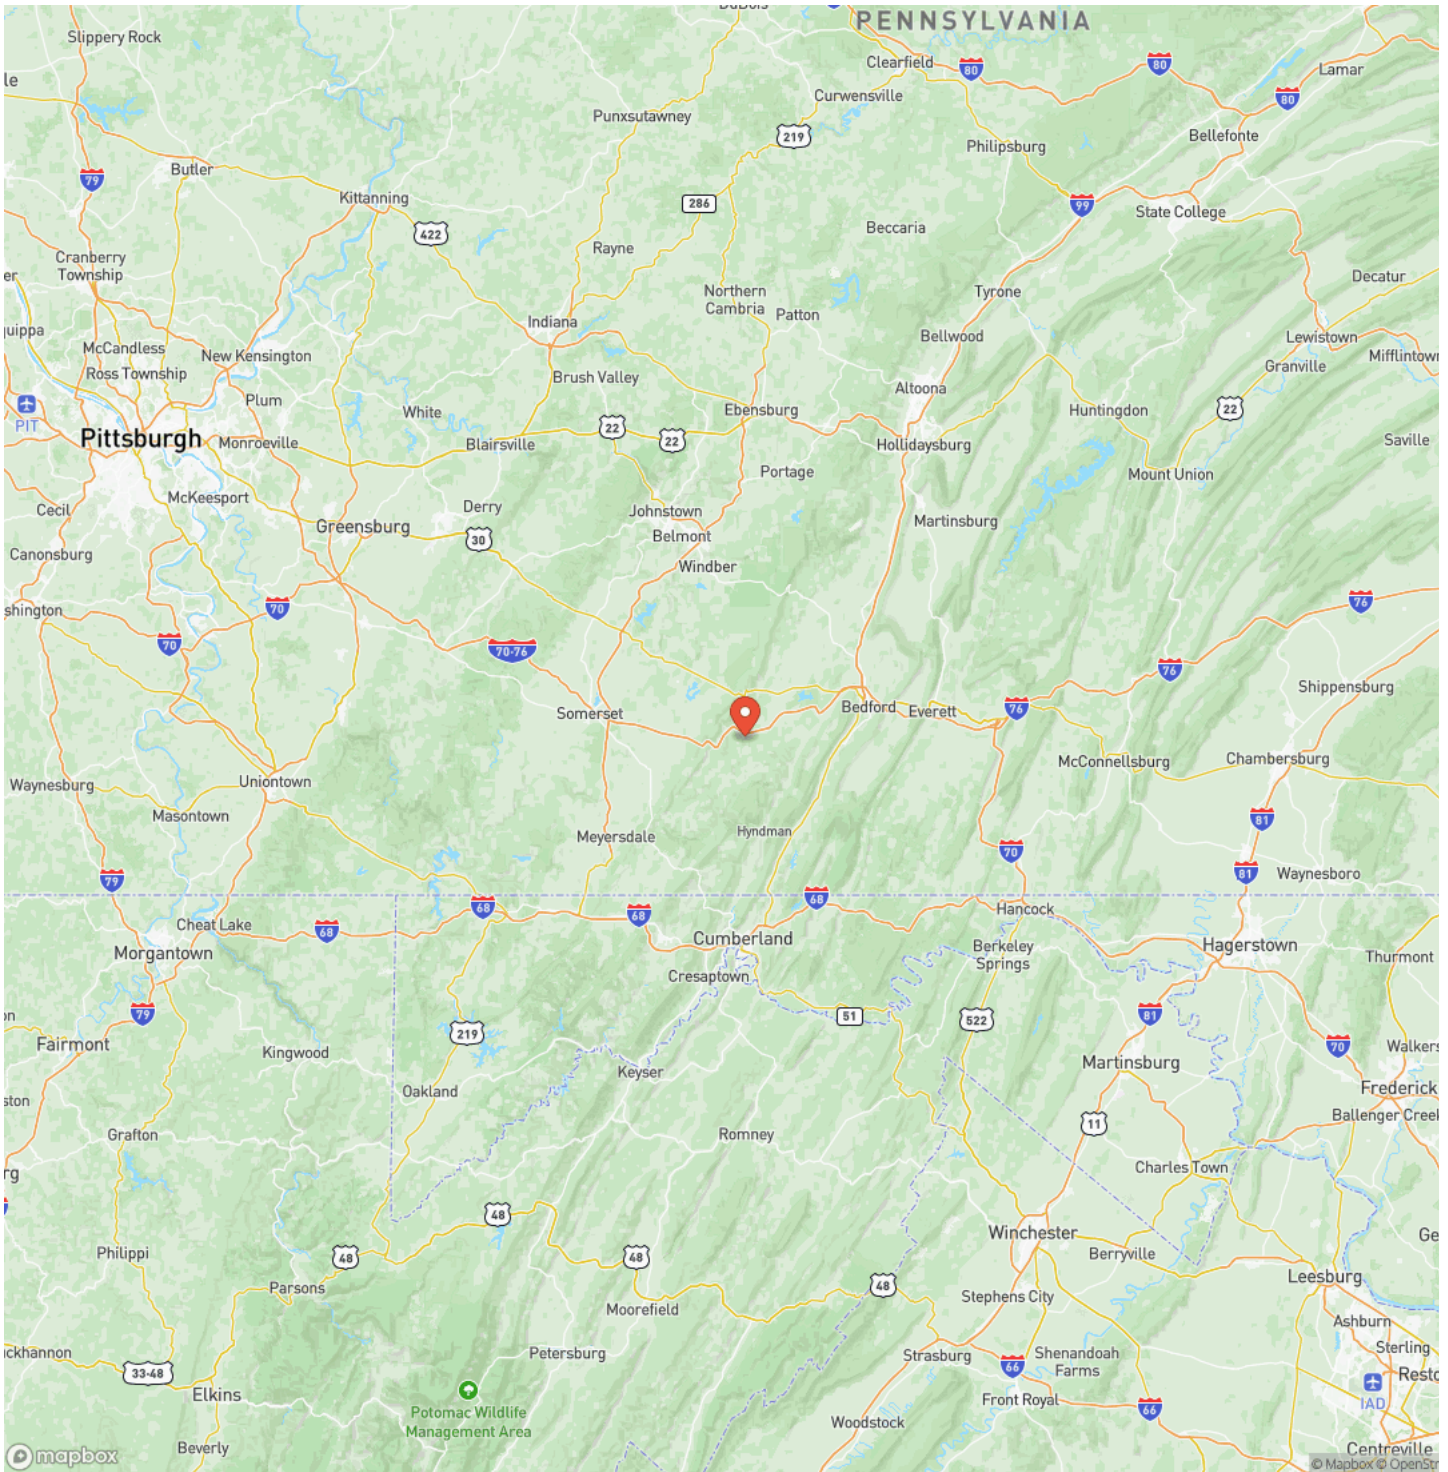 DuBois
PENNSYLVANIA
Slippery Rock
Clearfield
80
80
Lamar
80
Curwensville
Punxsutawney
219
Bellefonte
Philipsburg
79
Butler
Kittanning
286
99
State College
422
Beccaria
Rayne
Cranberry
Township
Decatur
Northern
Cambria
Tyrone
Patton
Indiana
quippa
Bellwood
Lewistown
McCandless
New Kensington
Mifflintown
Ross Township
Granville
Brush Valley
Altoona
Plum
PIT
White
Ebensburg
Huntingdon
22
22
22
Pittsburgh
Monroeville
Blairsville
Hollidaysburg
Saville
Portage
Mount Union
McKeesport
Cecil
Derry
Johnstown
Greensburg
Martinsburg
Belmont
30
Canonsburg
Windber
shington
70
76
70
70-76
76
Shippensburg
Somerset
Bedford
Everett
76
McConnellsburg
Chambersburg
Waynesburg
Uniontown
Masontown
81
Meyersdale
Hyndman
70
79
81
Waynesboro
68
68
68
Hancock
Cheat Lake
68
Cumberland
Morgantown
Berkeley
Springs
Hagerstown
Thurmont
Cresaptown
79
51
522
81
219
Fairmont
Kingwood
70
Walkers
Martinsburg
Keyser
Oakland
Frederick
Ballenger Creek
11
Grafton
Romney
Charles Town
48
Winchester
Philippi
48
48
Berryville
Parsons
48
Leesburg
Stephens City
Moorefield
Ashburn
uckhannon
Petersburg
Strasburg
66
Shenandoah
Farms
Sterling
33-48
Resto
Elkins
Front Royal
IAD
66
Potomac Wildlife
Management Area
Woodstock
Beverly
Centreville
mapbox
© Mapbox © OpenStr